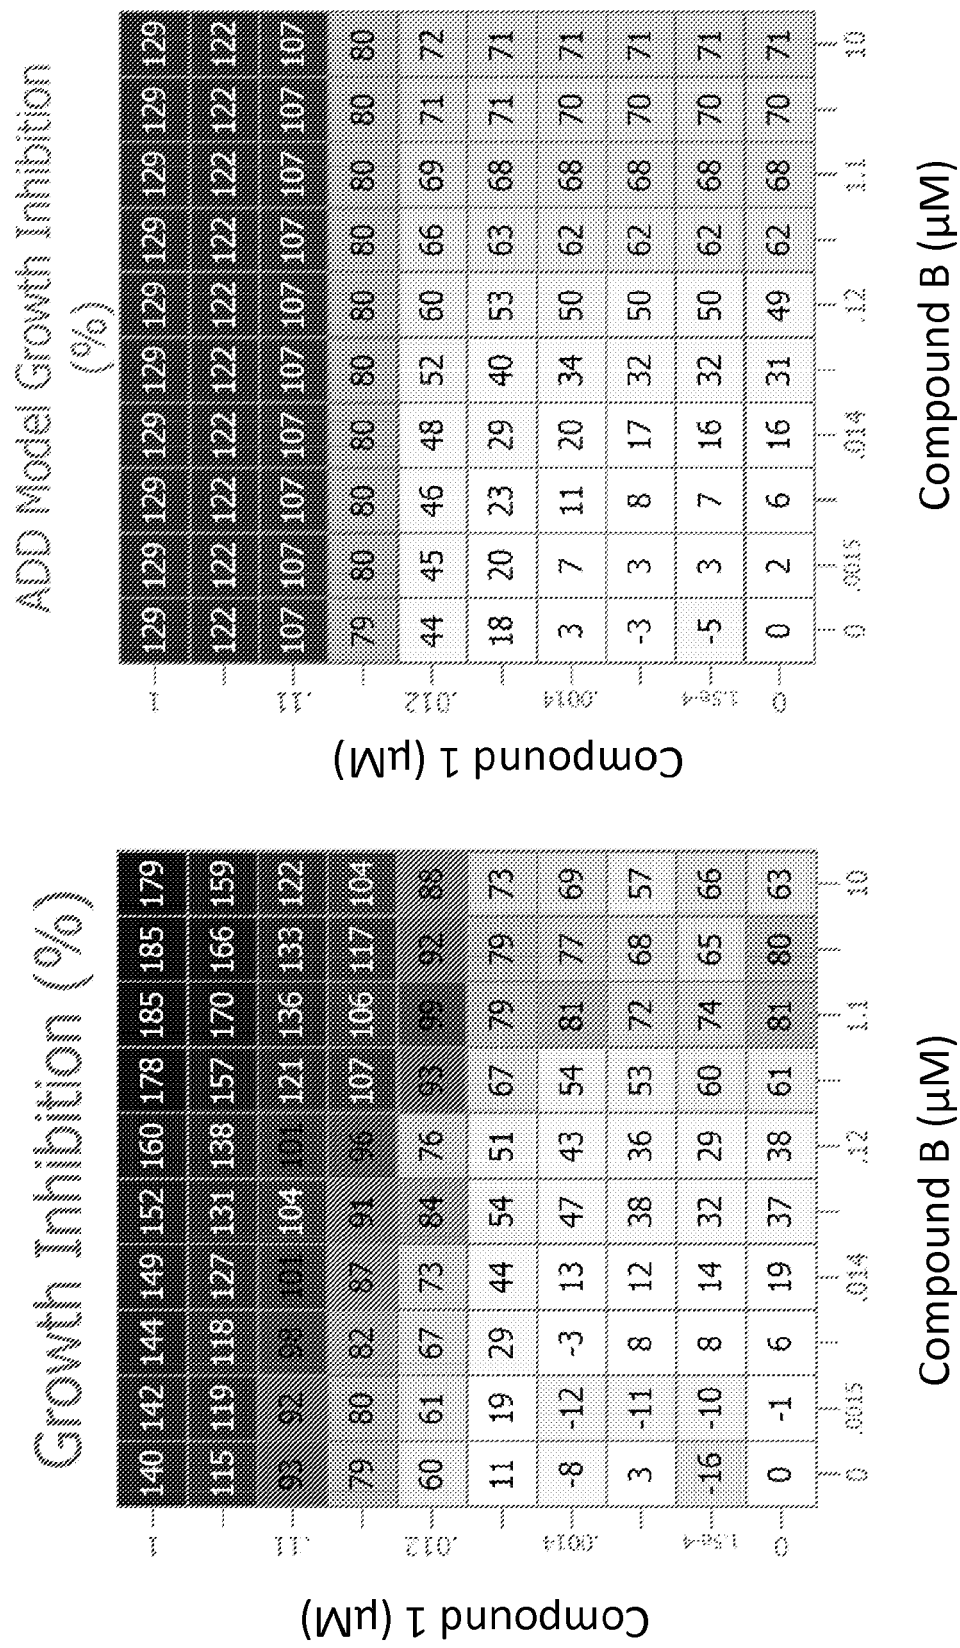 Growth Inhibition (%)
1 140 142 144 149 152 160 178 185 185 179
115 119 118 127 131 138 157 170 166 159
.11 93 92 98 101 104 101 121 136 133 122
79 80 82 87 91 96 107 106 117 104
.012 60 61 67 73 84 76 93 99 92 88
11 19 29 44 54 51 67 79 79 73
.0014 -8 -12 -3 13 47 43 54 81 77 69
3 -11 8 12 38 36 53 72 68 57
1.5e-4 -16 -10 8 14 32 29 60 74 65 66
0 0 -1 6 19 37 38 61 81 80 63
0 .0015 .014 .12 1.1 10
Compound 1 (µM)
Compound B (µM)
ADD Model Growth Inhibition
(%)
1 129 129 129 129 129 129 129 129 129 129
122 122 122 122 122 122 122 122 122 122
.11 107 107 107 107 107 107 107 107 107 107
79 80 80 80 80 80 80 80 80 80
.012 44 45 46 48 52 60 66 69 71 72
18 20 23 29 40 53 63 68 71 71
.0014 3 7 11 20 34 50 62 68 70 71
-3 3 8 17 32 50 62 68 70 71
1.5e-4 -5 3 7 16 32 50 62 68 70 71
0 0 2 6 16 31 49 62 68 70 71
0 .0015 .014 .12 1.1 10
Compound 1 (µM)
Compound B (µM)